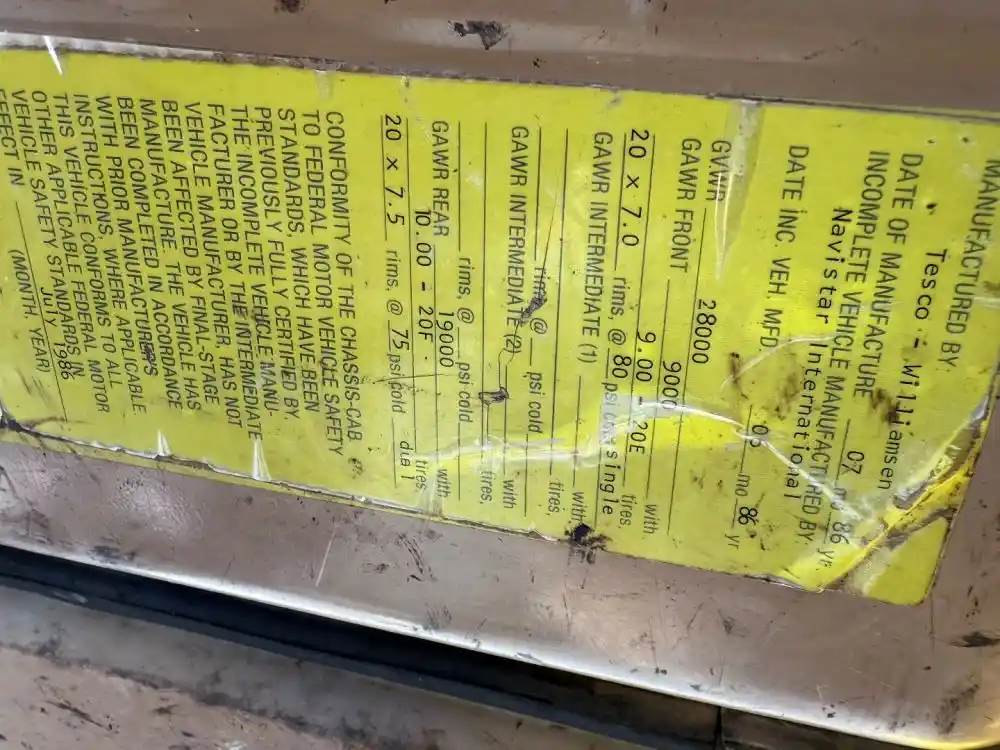 MANUFACTURED BY:
Tesco - Williamsen
DATE OF MANUFACTURE 07 mo 86 yr
INCOMPLETE VEHICLE MANUFACTURED BY:
Navistar International
DATE INC. VEH. MFD. mo 86 yr
GVWR 28000
GAWR FRONT 9000 with
9.00 - 20E tires,
20 x 7.0 rims, @ 80 psi cold single
GAWR INTERMEDIATE (1) with
tires,
rims, @ psi cold
GAWR INTERMEDIATE (2) with
tires,
rims, @ psi cold
GAWR REAR 19000 with
10.00 - 20F tires,
20 x 7.5 rims, @ 75 psi cold
CONFORMITY OF THE CHASSIS-CAB
TO FEDERAL MOTOR VEHICLE SAFETY
STANDARDS, WHICH HAVE BEEN
PREVIOUSLY FULLY CERTIFIED BY
THE INCOMPLETE VEHICLE MANU-
FACTURER OR BY THE INTERMEDIATE
VEHICLE MANUFACTURER, HAS NOT
BEEN AFFECTED BY FINAL-STAGE
MANUFACTURE. THE VEHICLE HAS
BEEN COMPLETED IN ACCORDANCE
WITH PRIOR MANUFACTURERS
INSTRUCTIONS, WHERE APPLICABLE.
THIS VEHICLE CONFORMS TO ALL
OTHER APPLICABLE FEDERAL MOTOR
VEHICLE SAFETY STANDARDS IN
EFFECT IN July 1986
(MONTH, YEAR)